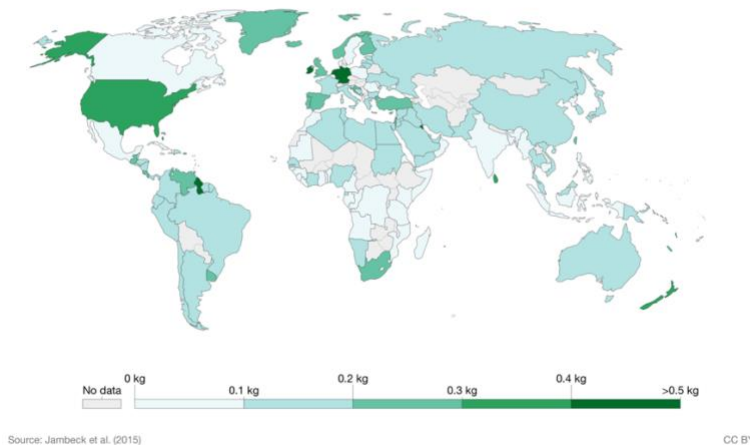 0 kg
0.2 kg
0.4 kg
No data
0.1 kg
0.3 kg
>0.5 kg
Source: Jambeck et al. (2015)
CC B